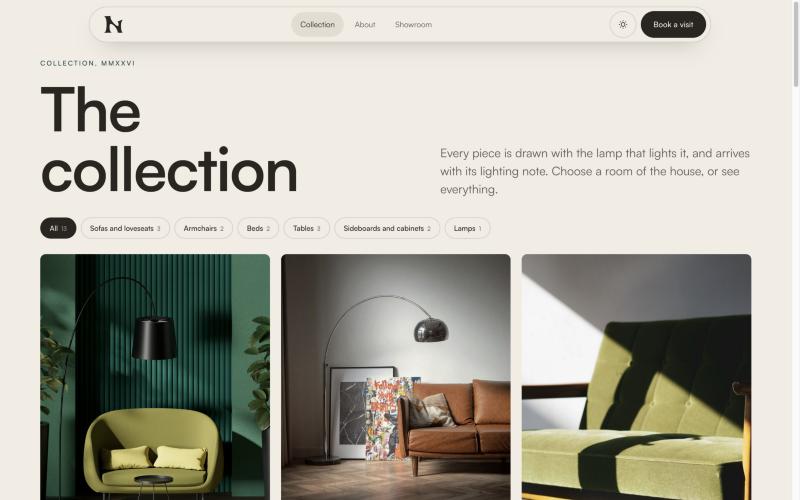 N
Collection
About
Showroom
Book a visit
COLLECTION, MMXXVI
The
collection
Every piece is drawn with the lamp that lights it, and arrives
with its lighting note. Choose a room of the house, or see
everything.
All 13
Sofas and loveseats 3
Armchairs 2
Beds 2
Tables 3
Sideboards and cabinets 2
Lamps 1